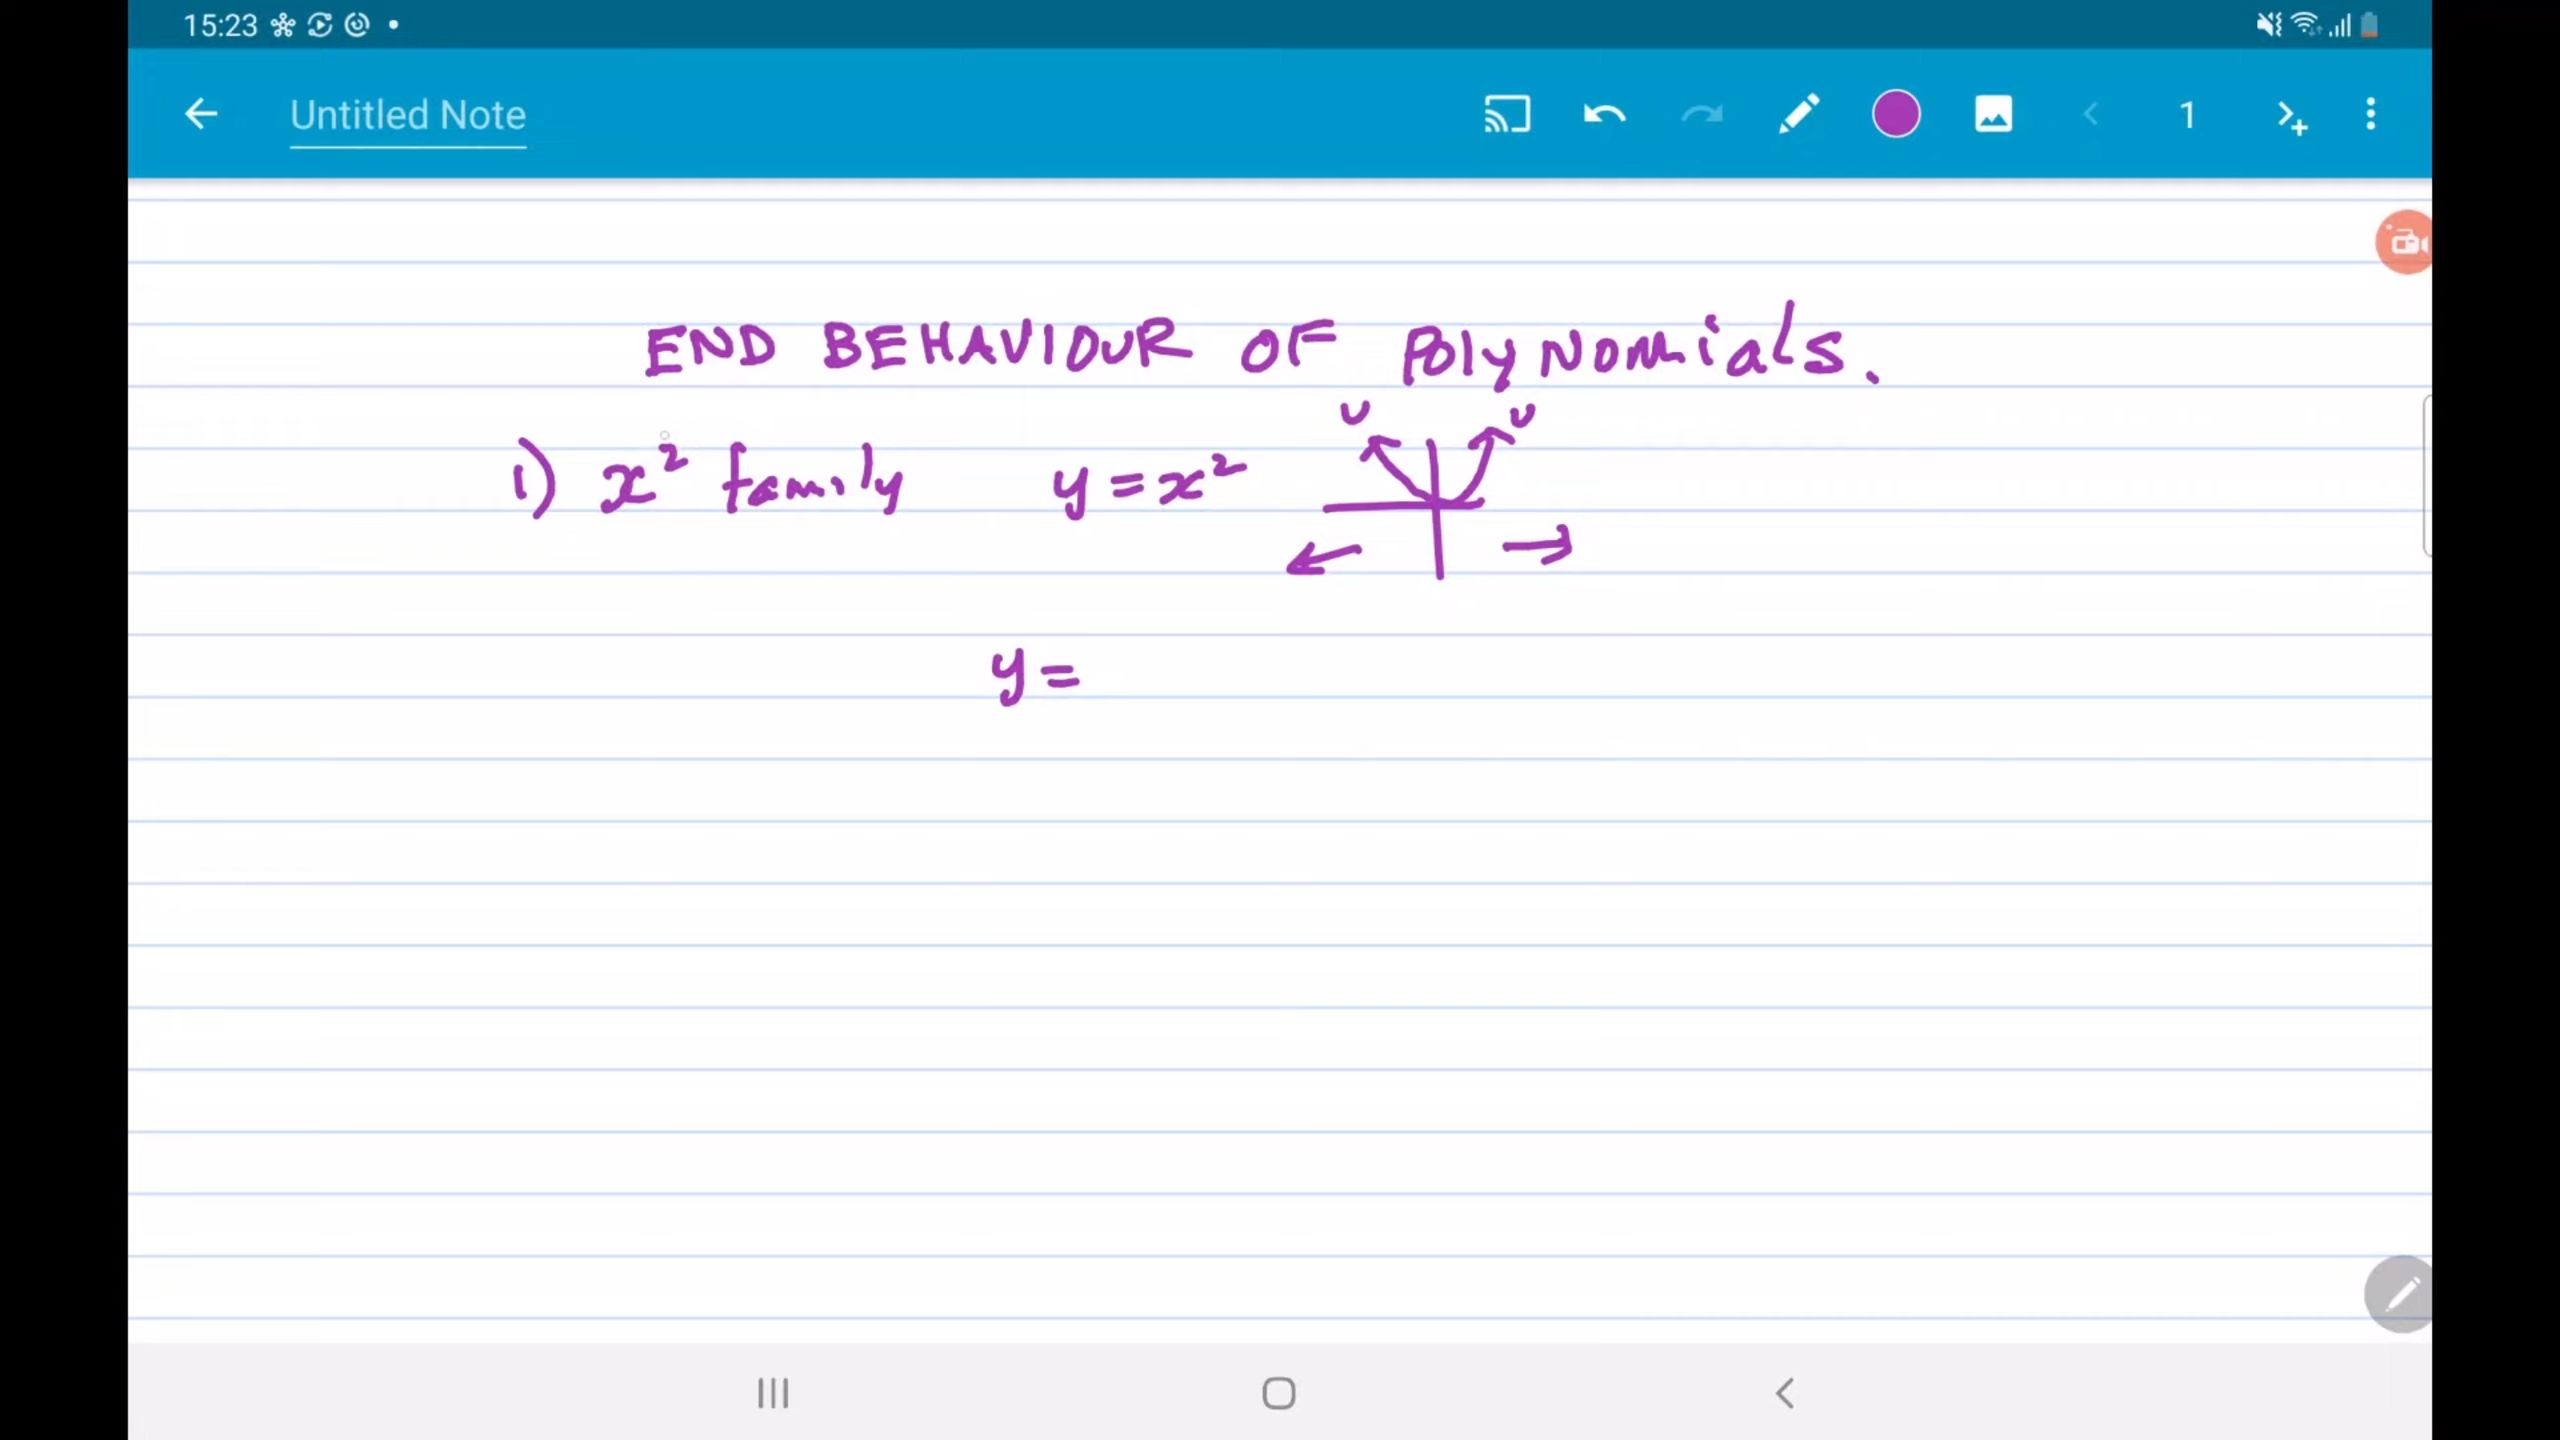 15:23
Untitled Note 1
END BEHAVIOUR OF PolyNomials.
1) x² family y = x² U U
y =